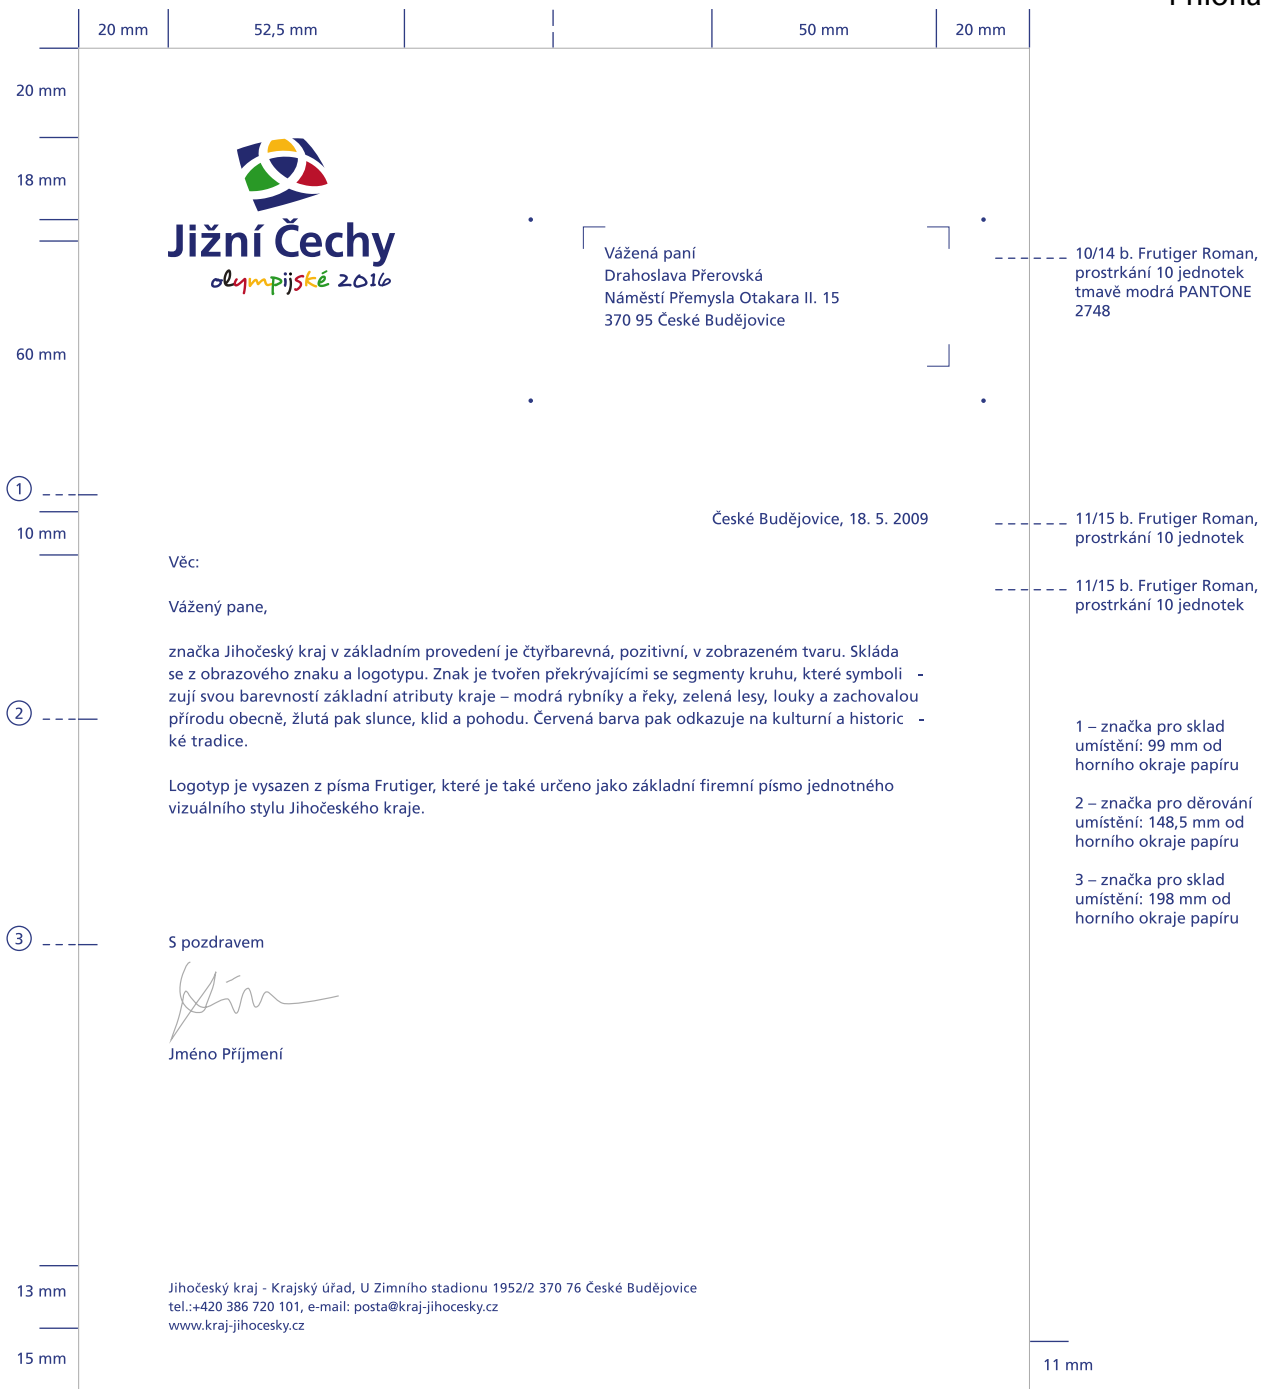 20 mm
52,5 mm
50 mm
20 mm
20 mm
18 mm
Jižní Čechy
olympijské 2016
Vážená paní
Drahoslava Přerovská
Náměstí Přemysla Otakara II. 15
370 95 České Budějovice
10/14 b. Frutiger Roman,
prostrkání 10 jednotek
tmavě modrá PANTONE
2748
60 mm
1
10 mm
České Budějovice, 18. 5. 2009
11/15 b. Frutiger Roman,
prostrkání 10 jednotek
Věc:
Vážený pane,
11/15 b. Frutiger Roman,
prostrkání 10 jednotek
značka Jihočeský kraj v základním provedení je čtyřbarevná, pozitivní, v zobrazeném tvaru. Skládá
se z obrazového znaku a logotypu. Znak je tvořen překrývajícími se segmenty kruhu, které symboli -
zují svou barevností základní atributy kraje – modrá rybníky a řeky, zelená lesy, louky a zachovalou
přírodu obecně, žlutá pak slunce, klid a pohodu. Červená barva pak odkazuje na kulturní a historic -
ké tradice.
2
Logotyp je vysazen z písma Frutiger, které je také určeno jako základní firemní písmo jednotného
vizuálního stylu Jihočeského kraje.
1 – značka pro sklad
umístění: 99 mm od
horního okraje papíru
2 – značka pro děrování
umístění: 148,5 mm od
horního okraje papíru
3 – značka pro sklad
umístění: 198 mm od
horního okraje papíru
3
S pozdravem
Jméno Příjmení
13 mm
Jihočeský kraj - Krajský úřad, U Zimního stadionu 1952/2 370 76 České Budějovice
tel.:+420 386 720 101, e-mail: posta@kraj-jihocesky.cz
www.kraj-jihocesky.cz
15 mm
11 mm